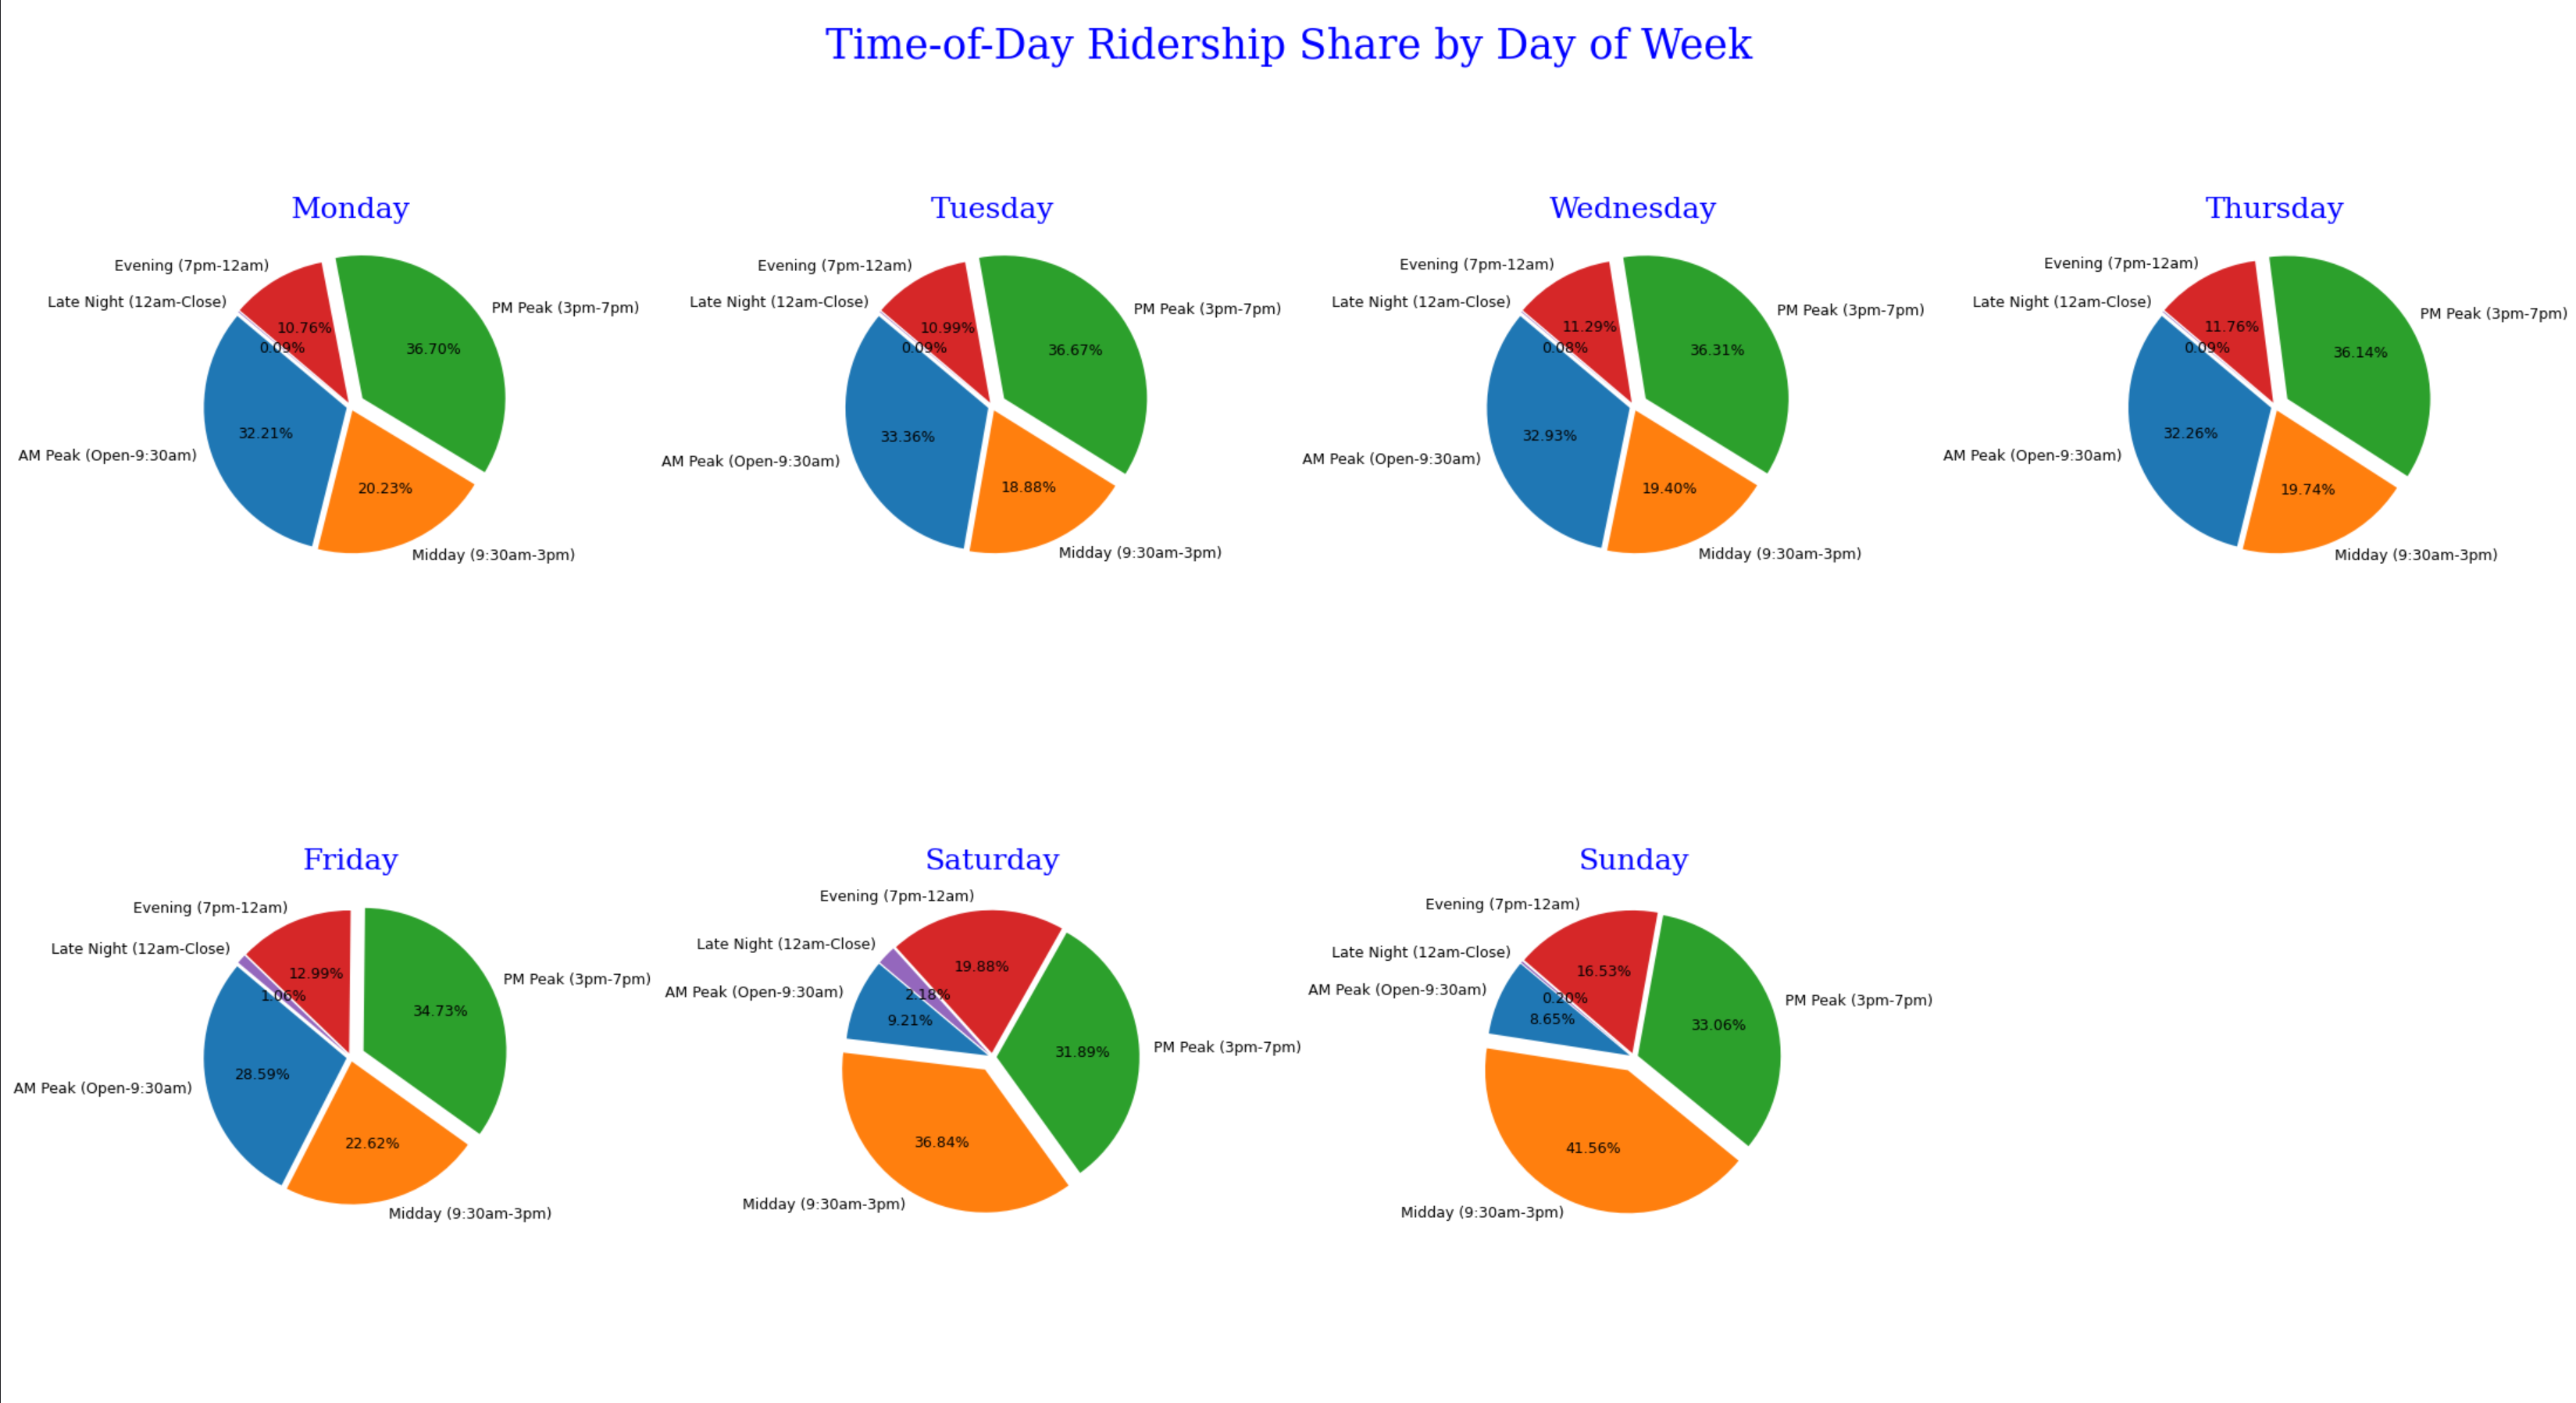 Time-of-Day Ridership Share by Day of Week
Monday
Evening (7pm-12am)
Late Night (12am-Close)
PM Peak (3pm-7pm)
10.76%
0.09%
36.70%
32.21%
AM Peak (Open-9:30am)
20.23%
Midday (9:30am-3pm)
Tuesday
Evening (7pm-12am)
Late Night (12am-Close)
PM Peak (3pm-7pm)
10.99%
0.09%
36.67%
33.36%
AM Peak (Open-9:30am)
18.88%
Midday (9:30am-3pm)
Wednesday
Evening (7pm-12am)
Late Night (12am-Close)
PM Peak (3pm-7pm)
11.29%
0.08%
36.31%
32.93%
AM Peak (Open-9:30am)
19.40%
Midday (9:30am-3pm)
Thursday
Evening (7pm-12am)
Late Night (12am-Close)
PM Peak (3pm-7pm)
11.76%
0.09%
36.14%
32.26%
AM Peak (Open-9:30am)
19.74%
Midday (9:30am-3pm)
Friday
Evening (7pm-12am)
Late Night (12am-Close)
12.99%
PM Peak (3pm-7pm)
1.06%
34.73%
28.59%
AM Peak (Open-9:30am)
22.62%
Midday (9:30am-3pm)
Saturday
Evening (7pm-12am)
Late Night (12am-Close)
19.88%
AM Peak (Open-9:30am)
2.18%
9.21%
31.89%
PM Peak (3pm-7pm)
36.84%
Midday (9:30am-3pm)
Sunday
Evening (7pm-12am)
Late Night (12am-Close)
16.53%
AM Peak (Open-9:30am)
0.20%
PM Peak (3pm-7pm)
8.65%
33.06%
41.56%
Midday (9:30am-3pm)